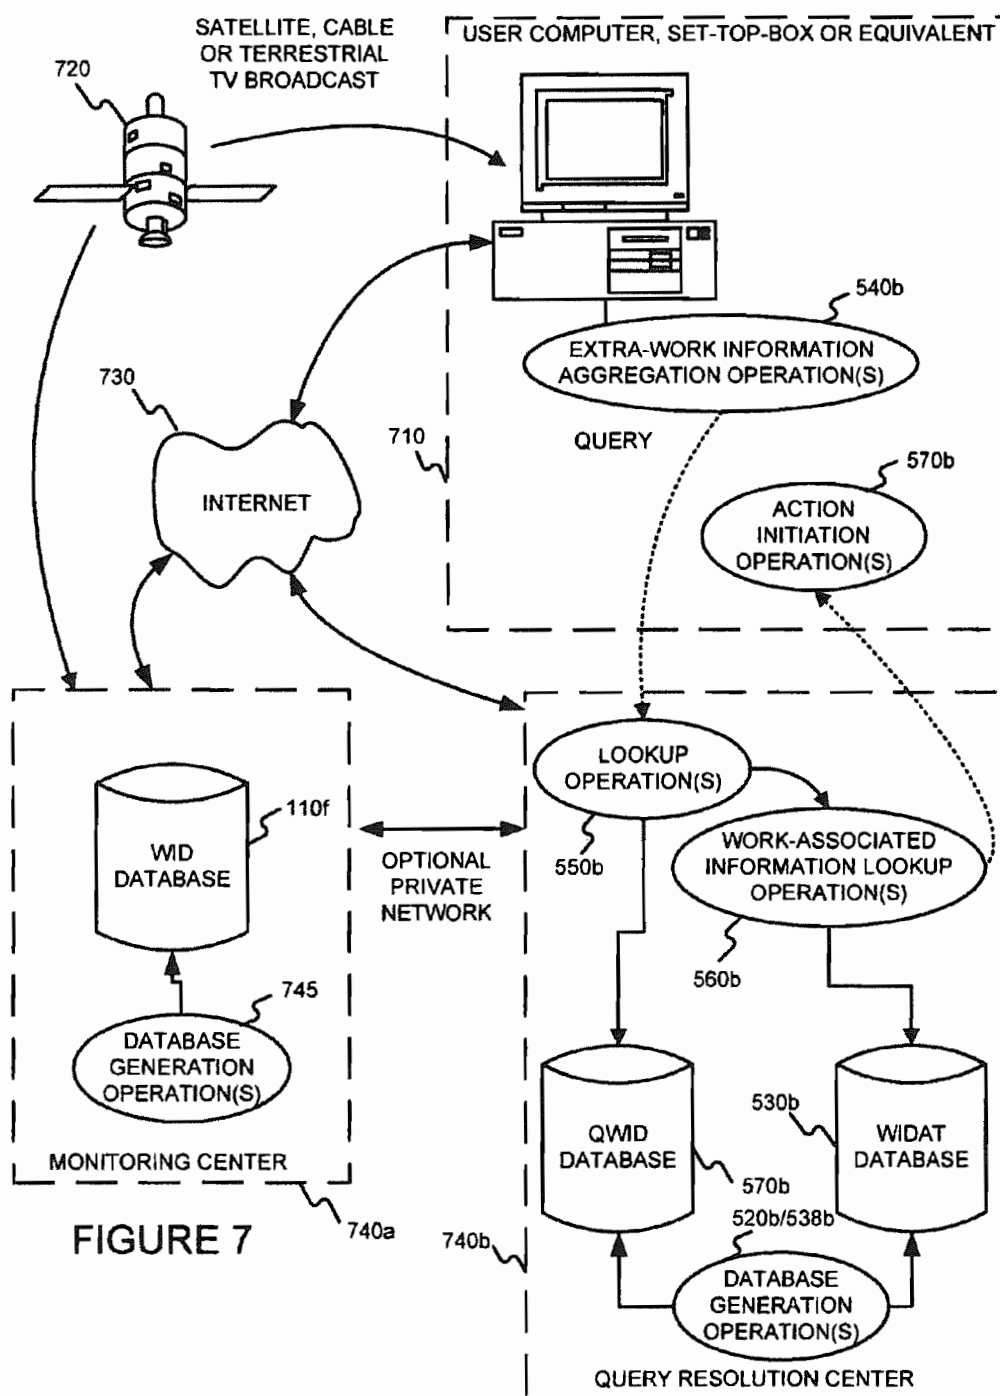 SATELLITE, CABLE
OR TERRESTRIAL
TV BROADCAST
USER COMPUTER, SET-TOP-BOX OR EQUIVALENT
720
540b
EXTRA-WORK INFORMATION
AGGREGATION OPERATION(S)
730
710
QUERY
570b
INTERNET
ACTION
INITIATION
OPERATION(S)
LOOKUP
OPERATION(S)
110f
WID
DATABASE
OPTIONAL
PRIVATE
NETWORK
550b
WORK-ASSOCIATED
INFORMATION LOOKUP
OPERATION(S)
560b
745
DATABASE
GENERATION
OPERATION(S)
530b
QWID
DATABASE
WIDAT
DATABASE
MONITORING CENTER
570b
740a
FIGURE 7
740b
520b/538b
DATABASE
GENERATION
OPERATION(S)
QUERY RESOLUTION CENTER